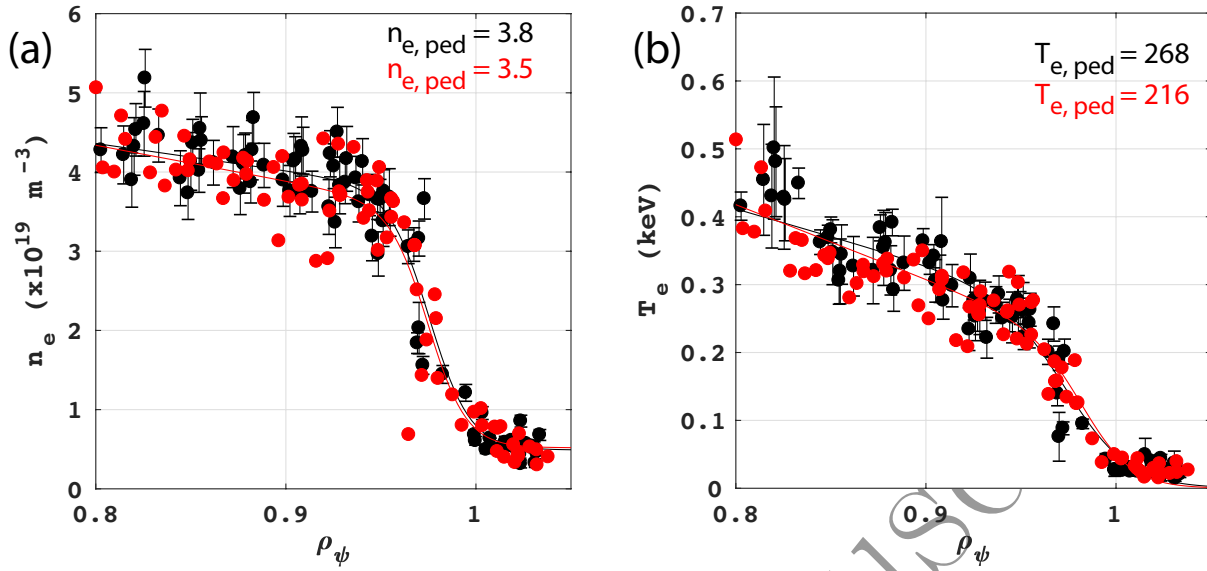 (a)
n_e, ped = 3.8
n_e, ped = 3.5
6
5
4
3
2
1
0
n_e (x10^19 m^-3)
0.8
0.9
1
ρ_ψ
(b)
T_e, ped = 268
T_e, ped = 216
0.7
0.6
0.5
0.4
0.3
0.2
0.1
0
T_e (keV)
0.8
0.9
1
ρ_ψ